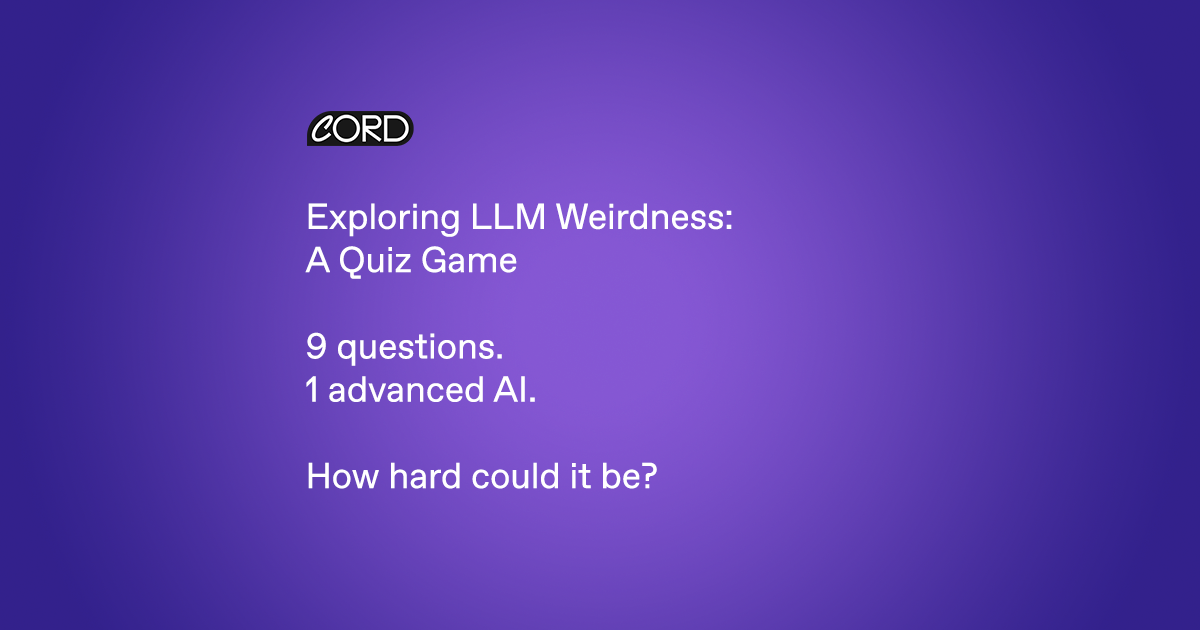 CORD
Exploring LLM Weirdness:
A Quiz Game
9 questions.
1 advanced AI.
How hard could it be?